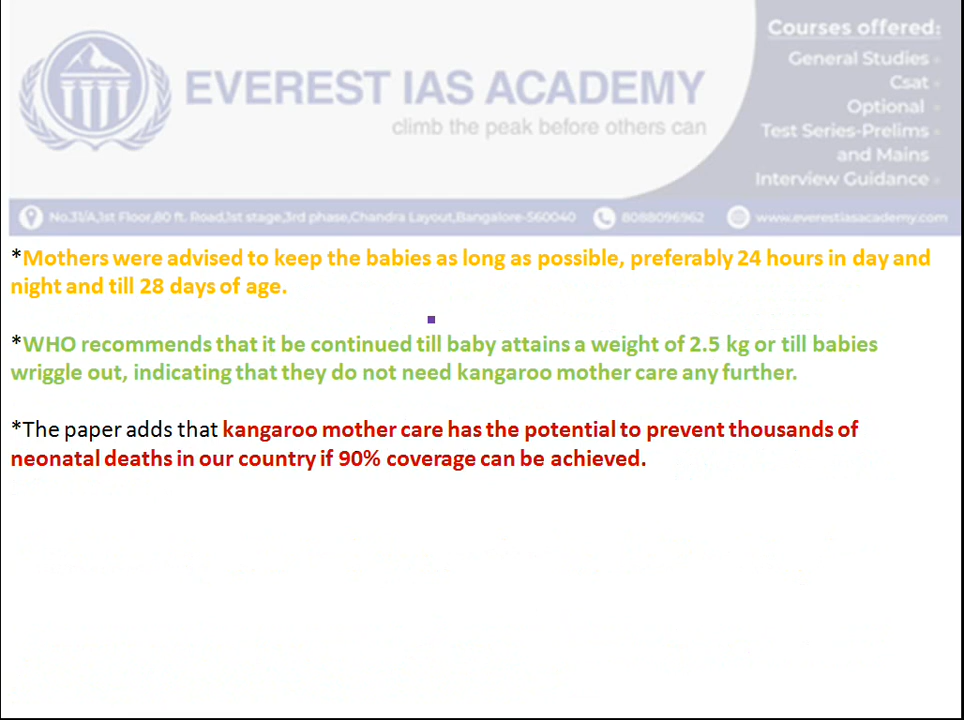 Courses offered:
General Studies
Csat
EVEREST IAS ACADEMY
Optional
climb the peak before others can
Test Series-Prelims
and Mains
Interview Guidance
No.31/A,1st Floor,80 ft. Road,1st stage,3rd phase,Chandra Layout,Bangalore-560040 8088096962 www.everestiasacademy.com
*Mothers were advised to keep the babies as long as possible, preferably 24 hours in day and
night and till 28 days of age.
*WHO recommends that it be continued till baby attains a weight of 2.5 kg or till babies
wriggle out, indicating that they do not need kangaroo mother care any further.
*The paper adds that kangaroo mother care has the potential to prevent thousands of
neonatal deaths in our country if 90% coverage can be achieved.